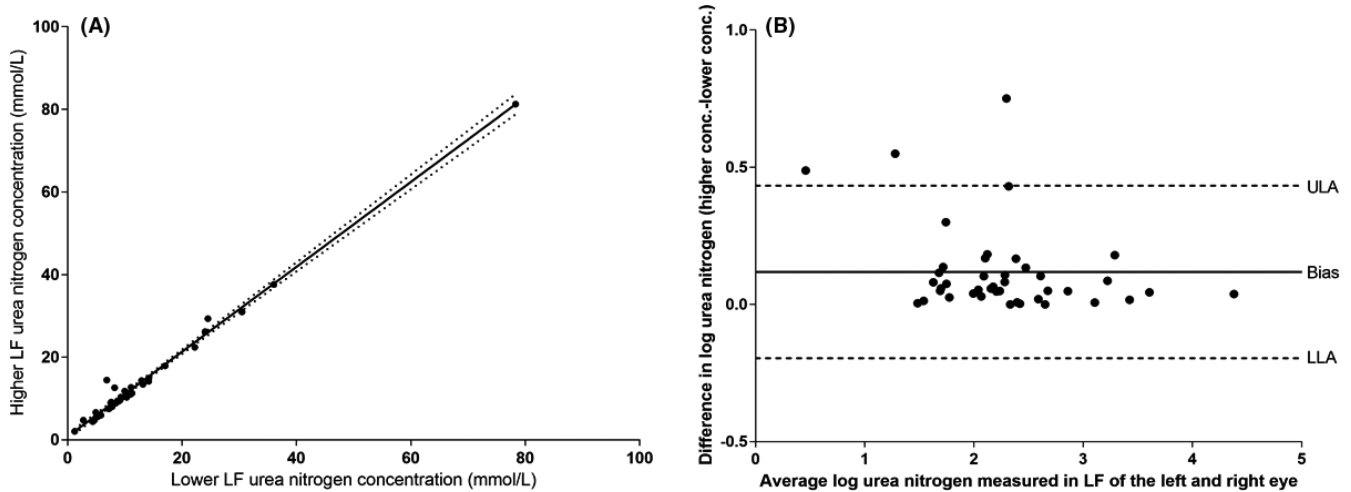 (A)
Higher LF urea nitrogen concentration (mmol/L)
100
80
60
40
20
0
0 20 40 60 80 100
Lower LF urea nitrogen concentration (mmol/L)
(B)
Difference in log urea nitrogen (higher conc.-lower conc.)
1.0
0.5
0.0
-0.5
ULA
Bias
LLA
0 1 2 3 4 5
Average log urea nitrogen measured in LF of the left and right eye